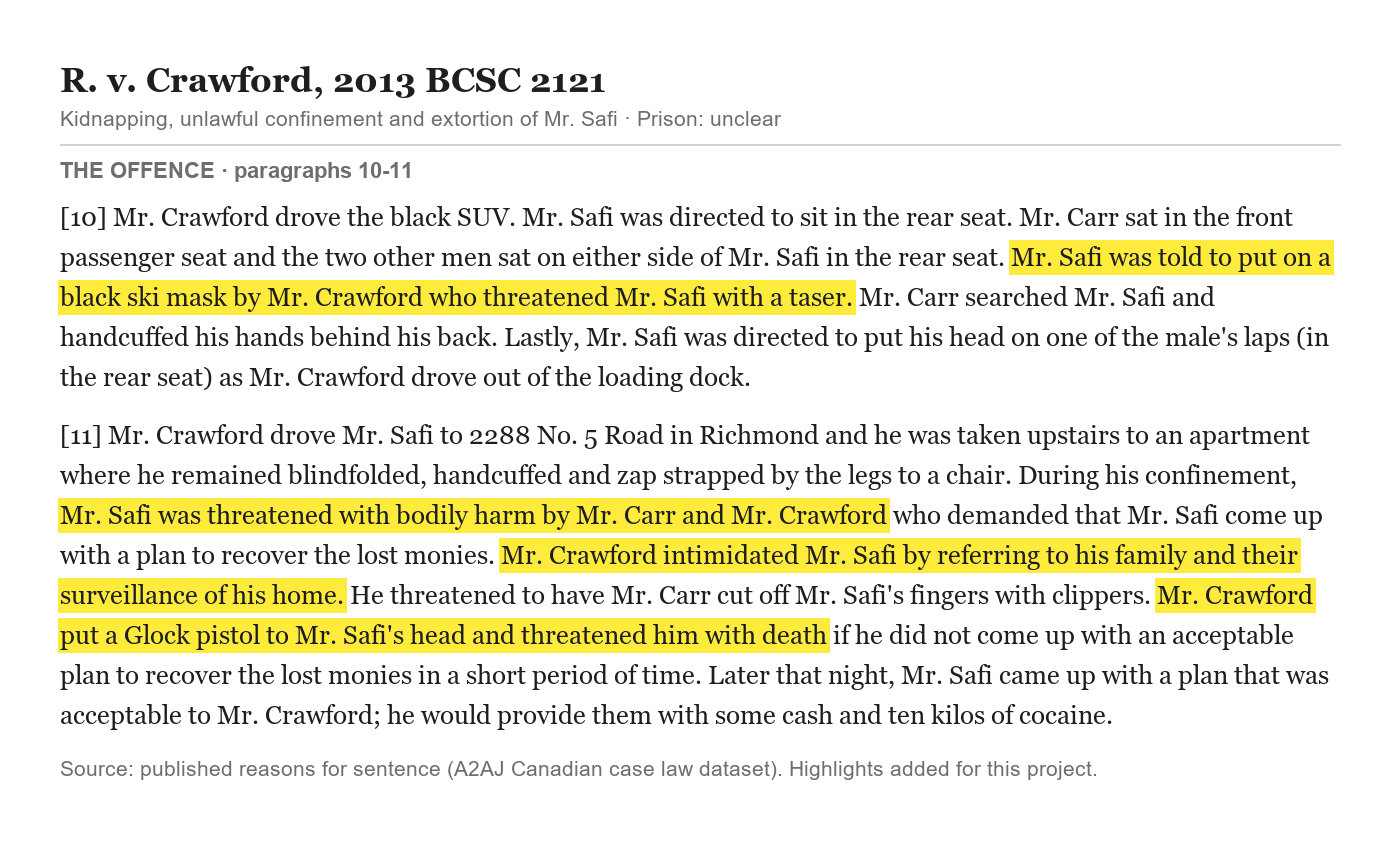 R. v. Crawford, 2013 BCSC 2121
Kidnapping, unlawful confinement and extortion of Mr. Safi · Prison: unclear
THE OFFENCE · paragraphs 10-11
[10] Mr. Crawford drove the black SUV. Mr. Safi was directed to sit in the rear seat. Mr. Carr sat in the front
passenger seat and the two other men sat on either side of Mr. Safi in the rear seat. Mr. Safi was told to put on a
black ski mask by Mr. Crawford who threatened Mr. Safi with a taser. Mr. Carr searched Mr. Safi and
handcuffed his hands behind his back. Lastly, Mr. Safi was directed to put his head on one of the male's laps (in
the rear seat) as Mr. Crawford drove out of the loading dock.
[11] Mr. Crawford drove Mr. Safi to 2288 No. 5 Road in Richmond and he was taken upstairs to an apartment
where he remained blindfolded, handcuffed and zap strapped by the legs to a chair. During his confinement,
Mr. Safi was threatened with bodily harm by Mr. Carr and Mr. Crawford who demanded that Mr. Safi come up
with a plan to recover the lost monies. Mr. Crawford intimidated Mr. Safi by referring to his family and their
surveillance of his home. He threatened to have Mr. Carr cut off Mr. Safi's fingers with clippers. Mr. Crawford
put a Glock pistol to Mr. Safi's head and threatened him with death if he did not come up with an acceptable
plan to recover the lost monies in a short period of time. Later that night, Mr. Safi came up with a plan that was
acceptable to Mr. Crawford; he would provide them with some cash and ten kilos of cocaine.
Source: published reasons for sentence (A2AJ Canadian case law dataset). Highlights added for this project.